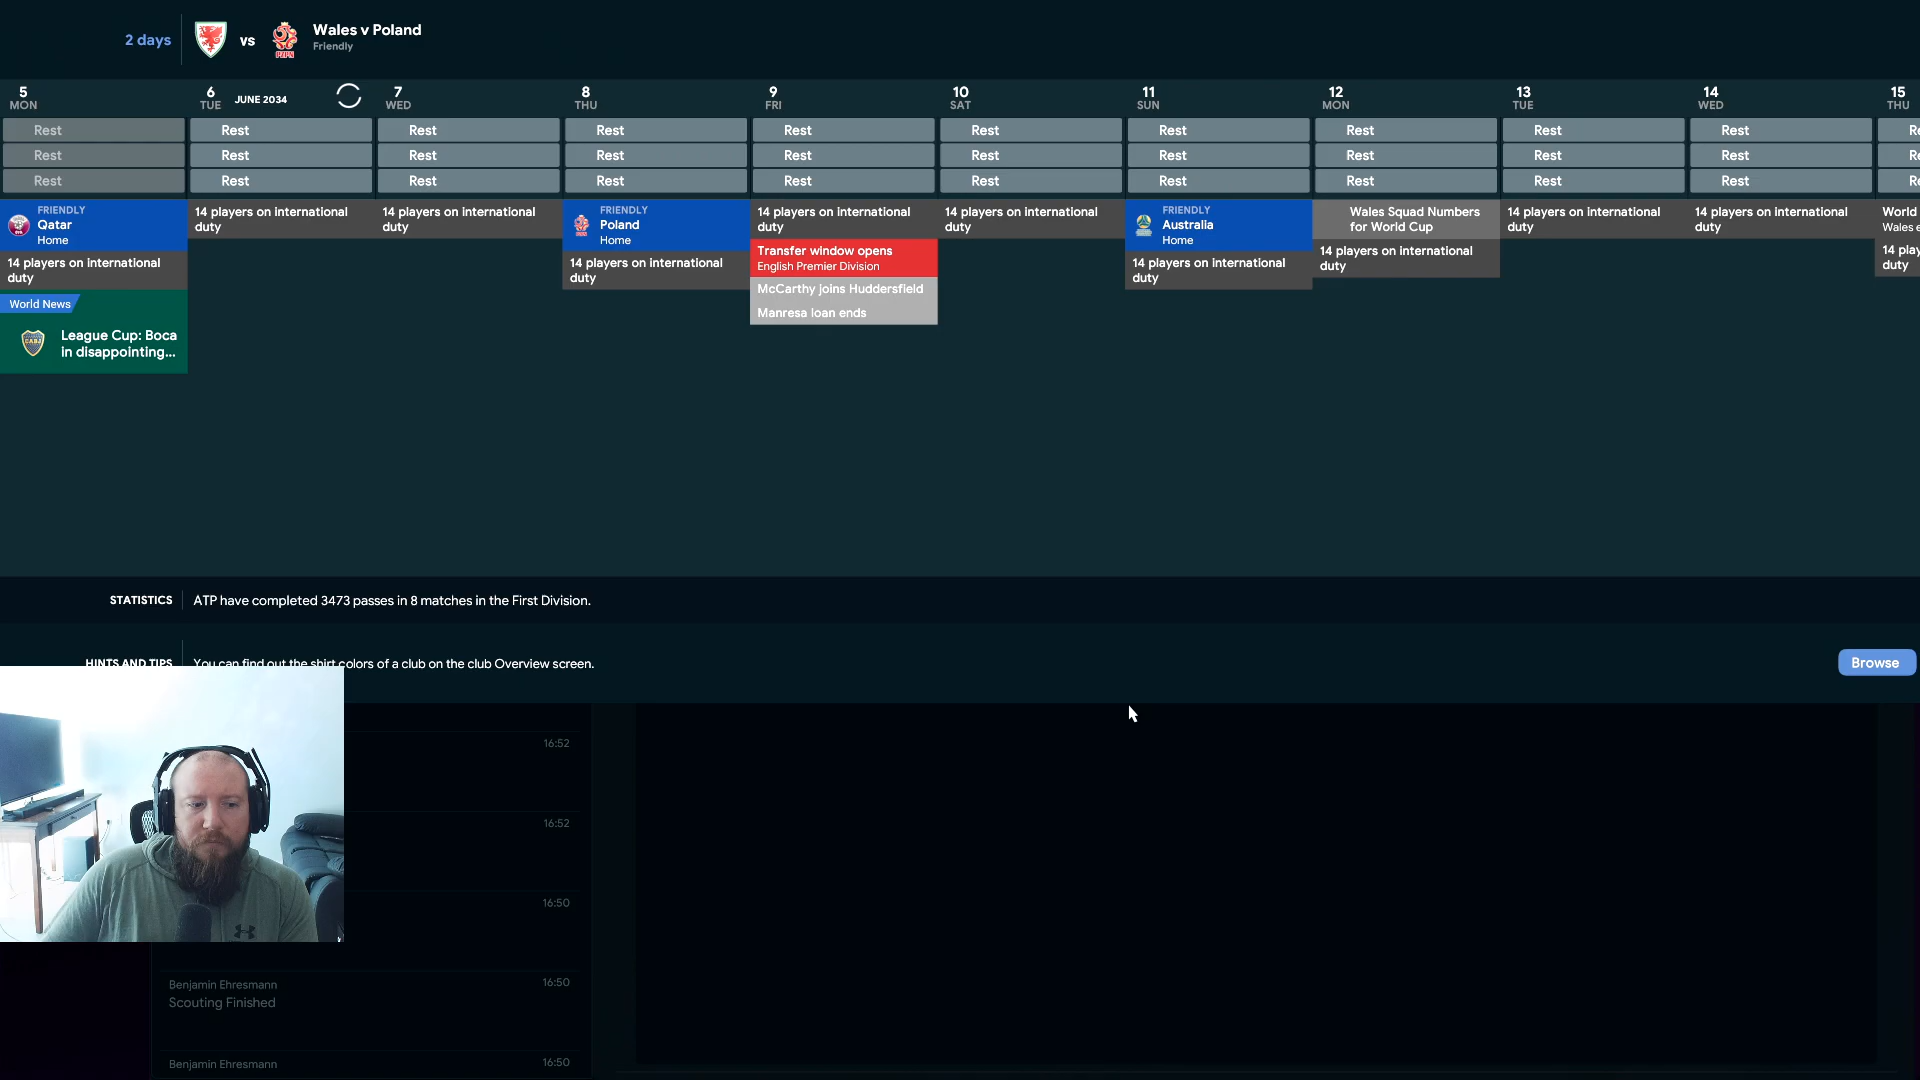 2 days
vs
Wales v Poland
Friendly
5
MON
6
TUE
JUNE 2034
7
WED
8
THU
9
FRI
10
SAT
11
SUN
12
MON
13
TUE
14
WED
15
THU
Rest Rest Rest Rest Rest Rest Rest Rest Rest Rest
Rest Rest Rest Rest Rest Rest Rest Rest Rest Rest
Rest Rest Rest Rest Rest Rest Rest Rest Rest Rest
FRIENDLY
Qatar
Home
14 players on international
duty
World News
League Cup: Boca
in disappointing...
14 players on international
duty
14 players on international
duty
FRIENDLY
Poland
Home
14 players on international
duty
14 players on international
duty
Transfer window opens
English Premier Division
McCarthy joins Huddersfield
Manresa loan ends
14 players on international
duty
FRIENDLY
Australia
Home
14 players on international
duty
Wales Squad Numbers
for World Cup
14 players on international
duty
14 players on international
duty
14 players on international
duty
World
Wales e
14 play
duty
STATISTICS
ATP have completed 3473 passes in 8 matches in the First Division.
HINTS AND TIPS
You can find out the shirt colors of a club on the club Overview screen.
Browse
16:52
16:52
16:50
Benjamin Ehresmann
16:50
Scouting Finished
Benjamin Ehresmann
16:50